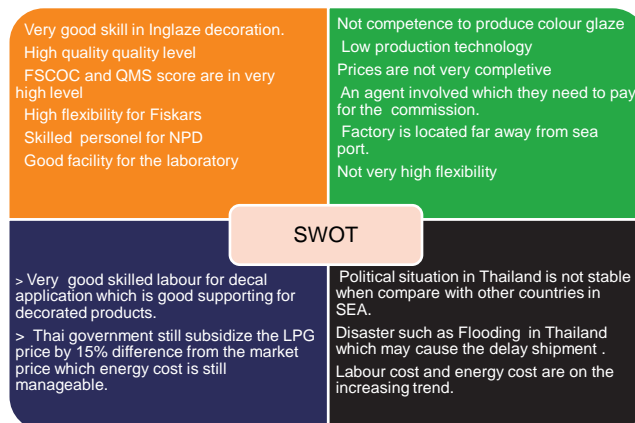 Very good skill in Inglaze decoration.
High quality quality level
FSCOC and QMS score are in very
high level
High flexibility for Fiskars
Skilled personel for NPD
Good facility for the laboratory
Not competence to produce colour glaze
Low production technology
Prices are not very completive
An agent involved which they need to pay
for the commission.
Factory is located far away from sea
port.
Not very high flexibility
SWOT
> Very good skilled labour for decal
application which is good supporting for
decorated products.
> Thai government still subsidize the LPG
price by 15% difference from the market
price which energy cost is still
manageable.
Political situation in Thailand is not stable
when compare with other countries in
SEA.
Disaster such as Flooding in Thailand
which may cause the delay shipment .
Labour cost and energy cost are on the
increasing trend.